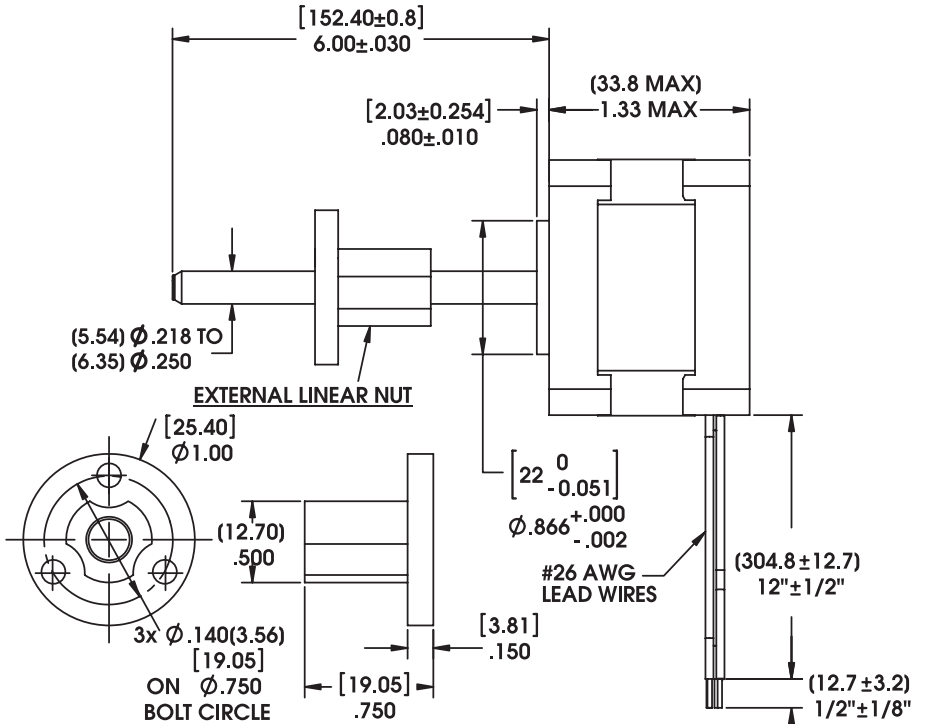 [152.40±0.8]
6.00±.030
(33.8 MAX)
1.33 MAX
[2.03±0.254]
.080±.010
(5.54) Ø .218 TO
(6.35) Ø .250
EXTERNAL LINEAR NUT
[25.40]
Ø1.00
[22 0 -0.051]
Ø.866 +.000 -.002
(12.70)
.500
#26 AWG
LEAD WIRES
(304.8±12.7)
12"±1/2"
3x Ø .140(3.56)
[19.05]
ON Ø.750
BOLT CIRCLE
[3.81]
.150
[19.05]
.750
(12.7±3.2)
1/2"±1/8"